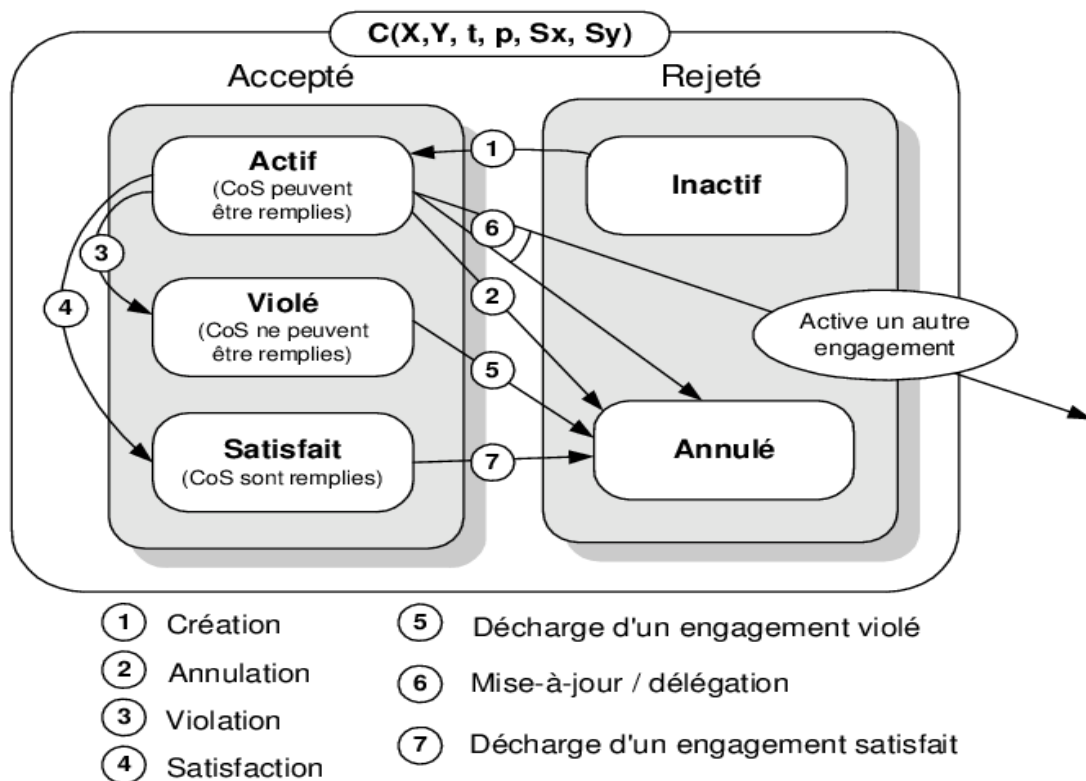 C(X,Y, t, p, Sx, Sy)
Accepté
Rejeté
Actif
(CoS peuvent
être remplies)
1
Inactif
6
3
2
4
Violé
(CoS ne peuvent
être remplies)
Active un autre
engagement
5
Satisfait
(CoS sont remplies)
7
Annulé
1 Création
2 Annulation
3 Violation
4 Satisfaction
5 Décharge d'un engagement violé
6 Mise-à-jour / délégation
7 Décharge d'un engagement satisfait